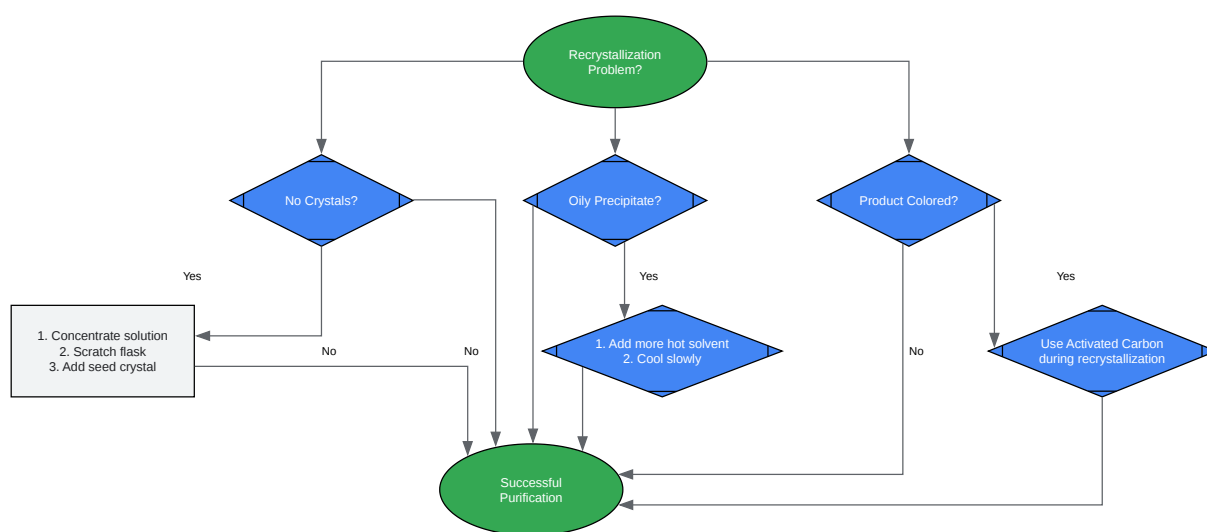 Recrystallization
Problem?
No Crystals?
Oily Precipitate?
Product Colored?
Yes
Yes
Yes
1. Concentrate solution
2. Scratch flask
3. Add seed crystal
No
No
1. Add more hot solvent
2. Cool slowly
No
Use Activated Carbon
during recrystallization
Successful
Purification